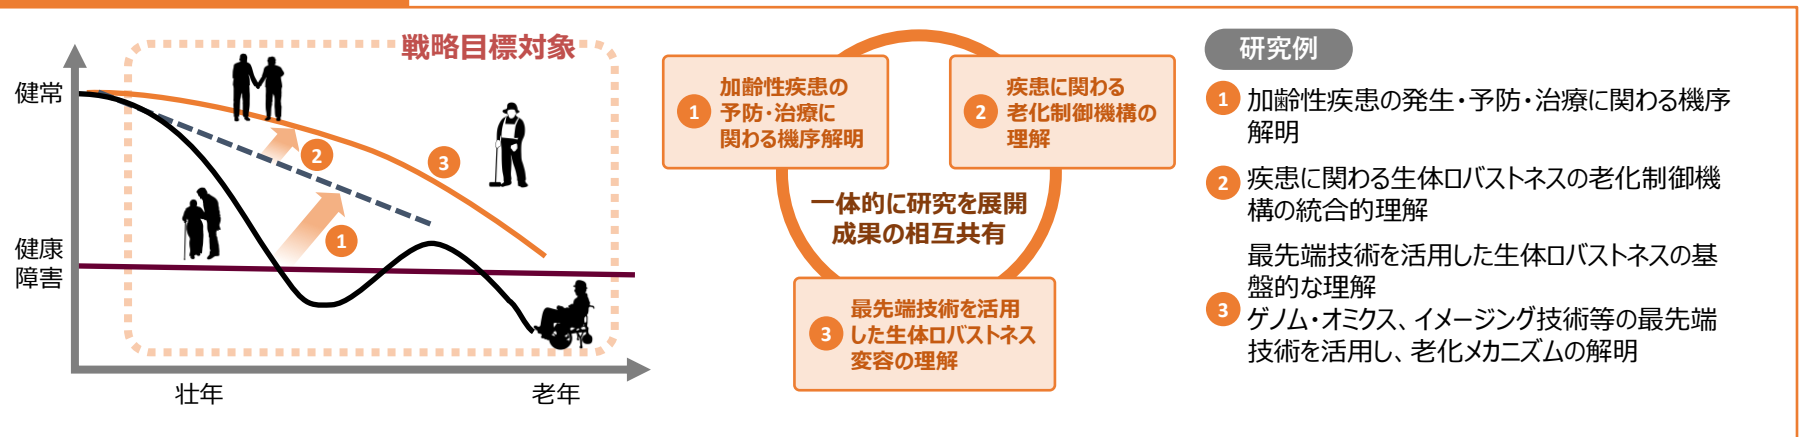 戦略目標対象
健常
健康
障害
壮年
老年
1
2
3
1
加齢性疾患の
予防・治療に
関わる機序解明
2
疾患に関わる
老化制御機構の
理解
一体的に研究を展開
成果の相互共有
3
最先端技術を活用
した生体ロバストネス
変容の理解
研究例
1
加齢性疾患の発生・予防・治療に関わる機序
解明
2
疾患に関わる生体ロバストネスの老化制御機
構の統合的理解
3
最先端技術を活用した生体ロバストネスの基
盤的な理解
ゲノム・オミクス、イメージング技術等の最先端
技術を活用し、老化メカニズムの解明